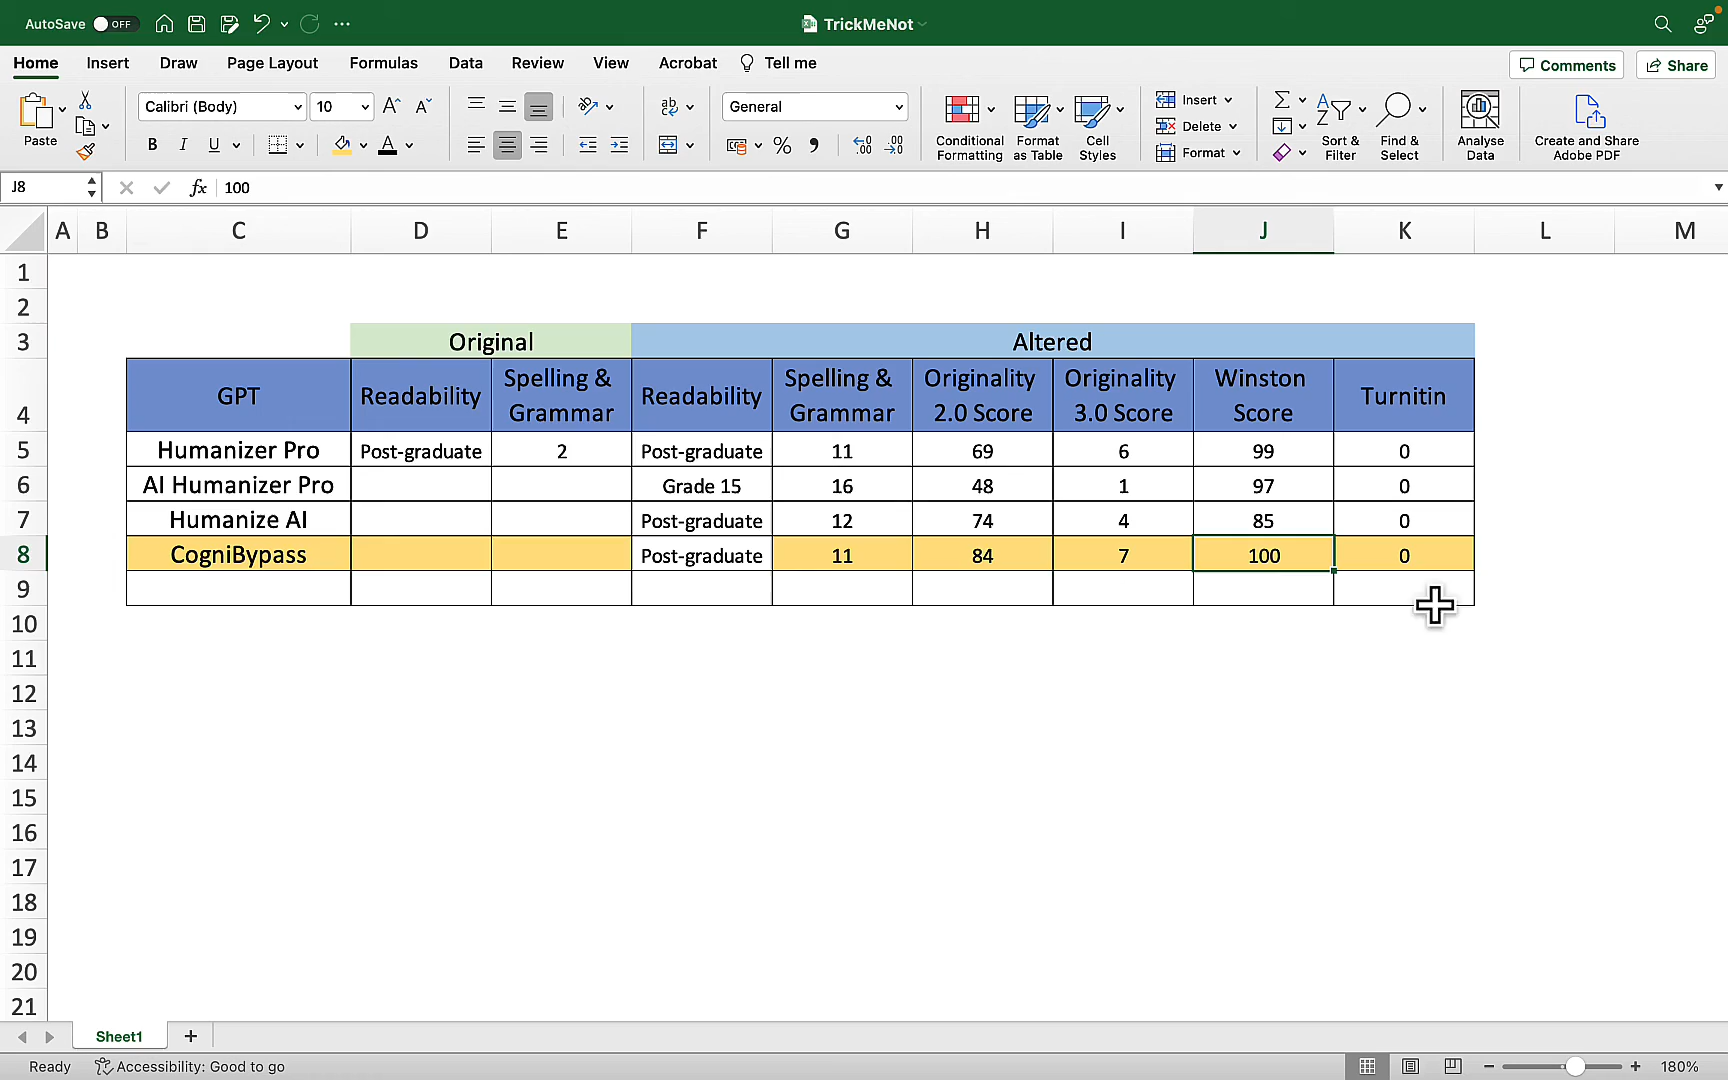 AutoSave OFF TrickMeNot
Home Insert Draw Page Layout Formulas Data Review View Acrobat Tell me Comments Share
Calibri (Body) 10 ab General Insert
Delete
Paste B I U % Conditional Formatting Format as Table Cell Styles Format Sort & Filter Find & Select Analyse Data Create and Share Adobe PDF
J8 fx 100
A B C D E F G H I J K L M
1
2
3 Original Altered
4 GPT Readability Spelling & Grammar Readability Spelling & Grammar Originality 2.0 Score Originality 3.0 Score Winston Score Turnitin
5 Humanizer Pro Post-graduate 2 Post-graduate 11 69 6 99 0
6 AI Humanizer Pro Grade 15 16 48 1 97 0
7 Humanize AI Post-graduate 12 74 4 85 0
8 CogniBypass Post-graduate 11 84 7 100 0
9
10
11
12
13
14
15
16
17
18
19
20
21
Sheet1 +
Ready Accessibility: Good to go 180%